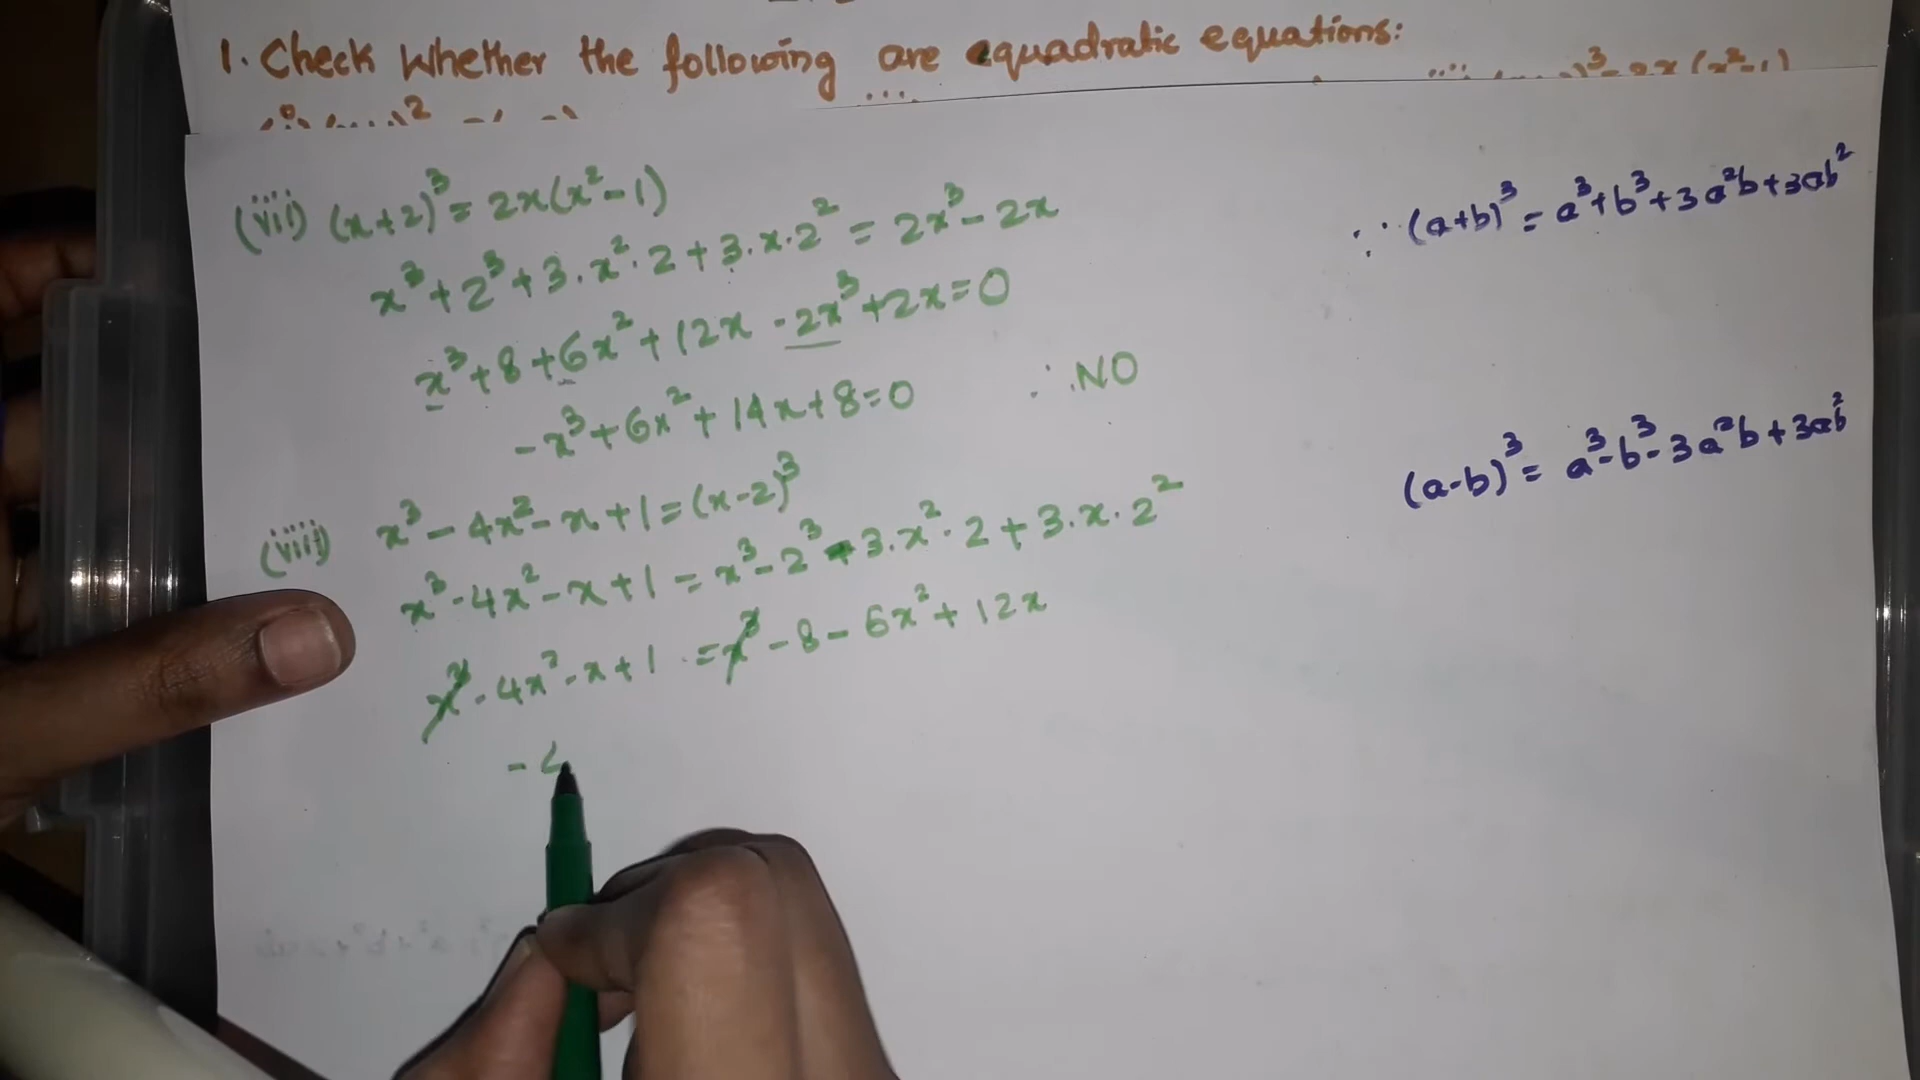 1. Check Whether the following are quadratic equations:
(vii) (x+2)³ = 2x(x²-1)
x³+2³+3.x².2+3.x.2² = 2x³-2x
x³+8+6x²+12x-2x³+2x=0
-x³+6x²+14x+8=0 ∴ NO
(viii) x³-4x²-x+1=(x-2)³
x³-4x²-x+1 = x³-2³-3.x².2+3.x.2²
x³-4x²-x+1 = x³-8-6x²+12x
-4
∵ (a+b)³ = a³+b³+3a²b+3ab²
(a-b)³ = a³-b³-3a²b+3ab²